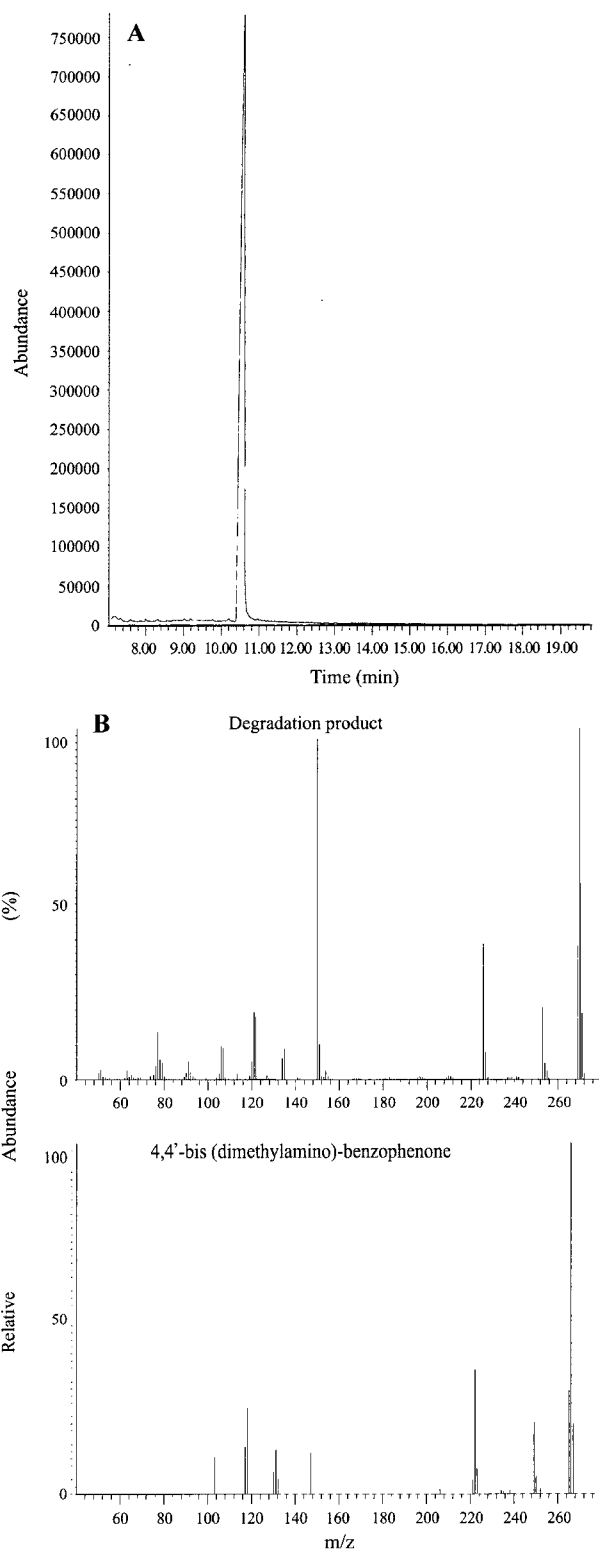 A
750000
700000
650000
600000
550000
500000
450000
400000
350000
300000
250000
200000
150000
100000
50000
0
Abundance
8.00 9.00 10.00 11.00 12.00 13.00 14.00 15.00 16.00 17.00 18.00 19.00
Time (min)
B
Degradation product
100
50
0
60 80 100 120 140 160 180 200 220 240 260
4,4'-bis (dimethylamino)-benzophenone
100
50
0
60 80 100 120 140 160 180 200 220 240 260
m/z
Relative Abundance (%)